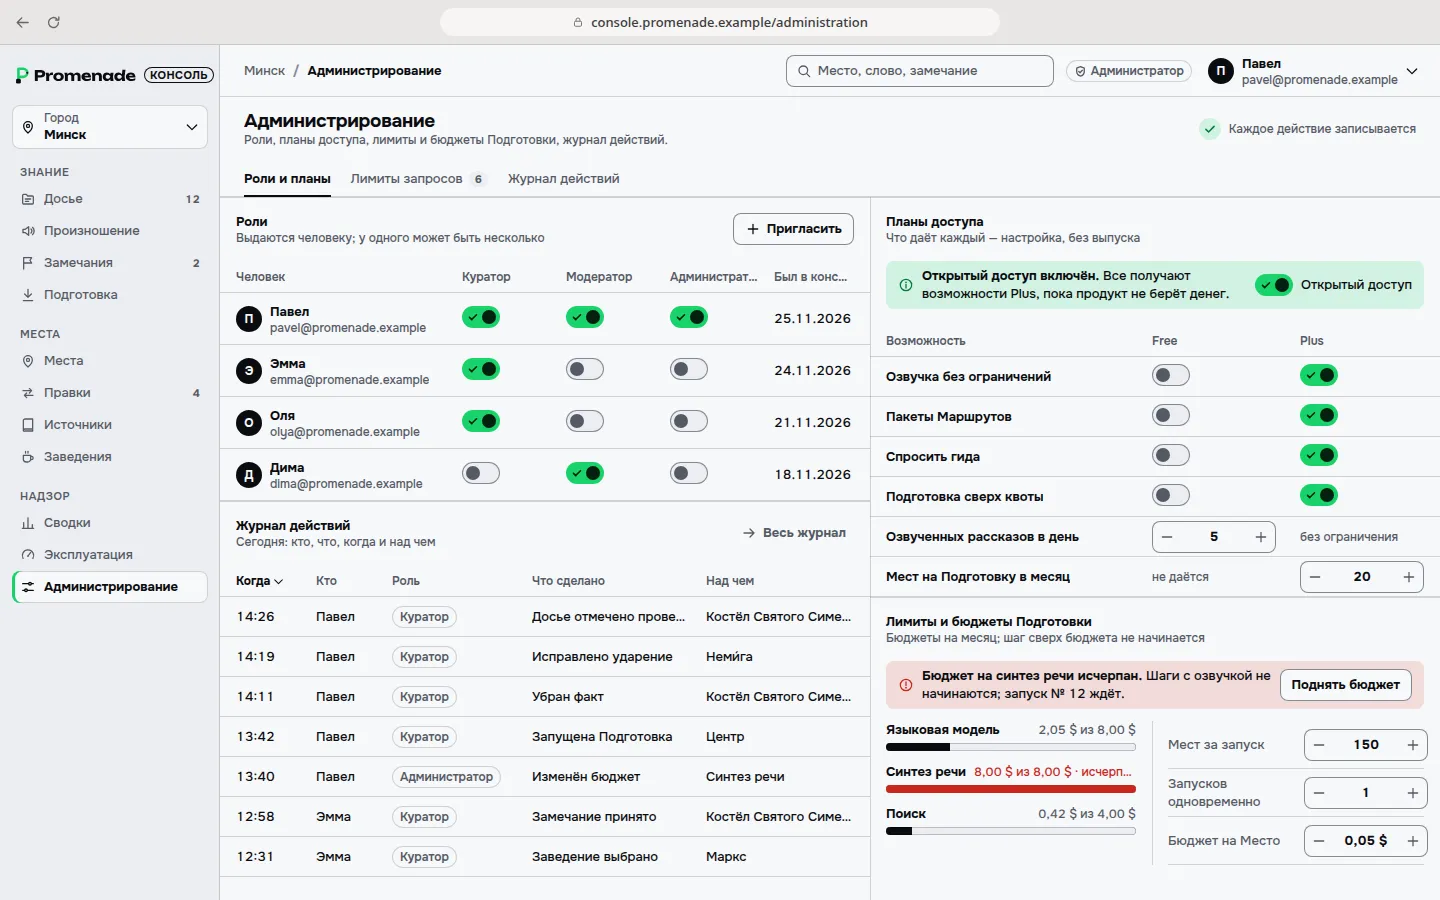 console.promenade.example/administration
Promenade КОНСОЛЬ
Город
Минск
ЗНАНИЕ
Досье 12
Произношение
Замечания 2
Подготовка
МЕСТА
Места
Правки 4
Источники
Заведения
НАДЗОР
Сводки
Эксплуатация
Администрирование
Минск / Администрирование
Место, слово, замечание
Администратор
П
Павел
pavel@promenade.example
Администрирование
Роли, планы доступа, лимиты и бюджеты Подготовки, журнал действий.
Каждое действие записывается
Роли и планы
Лимиты запросов 6
Журнал действий
Роли
Выдаются человеку; у одного может быть несколько
Пригласить
Человек Куратор Модератор Администрат... Был в конс...
П Павел
pavel@promenade.example
25.11.2026
Э Эмма
emma@promenade.example
24.11.2026
О Оля
olya@promenade.example
21.11.2026
Д Дима
dima@promenade.example
18.11.2026
Журнал действий
Сегодня: кто, что, когда и над чем
Весь журнал
Когда Кто Роль Что сделано Над чем
14:26 Павел Куратор Досье отмечено прове... Костёл Святого Симе...
14:19 Павел Куратор Исправлено ударение Неми́га
14:11 Павел Куратор Убран факт Костёл Святого Симе...
13:42 Павел Куратор Запущена Подготовка Центр
13:40 Павел Администратор Изменён бюджет Синтез речи
12:58 Эмма Куратор Замечание принято Костёл Святого Симе...
12:31 Эмма Куратор Заведение выбрано Маркс
Планы доступа
Что даёт каждый — настройка, без выпуска
Открытый доступ включён. Все получают
возможности Plus, пока продукт не берёт денег.
Открытый доступ
Возможность Free Plus
Озвучка без ограничений
Пакеты Маршрутов
Спросить гида
Подготовка сверх квоты
Озвученных рассказов в день 5 без ограничения
Мест на Подготовку в месяц не даётся 20
Лимиты и бюджеты Подготовки
Бюджеты на месяц; шаг сверх бюджета не начинается
Бюджет на синтез речи исчерпан. Шаги с озвучкой не
начинаются; запуск № 12 ждёт.
Поднять бюджет
Языковая модель 2,05 $ из 8,00 $
Синтез речи 8,00 $ из 8,00 $ · исчерп...
Поиск 0,42 $ из 4,00 $
Мест за запуск 150
Запусков
одновременно
1
Бюджет на Место 0,05 $